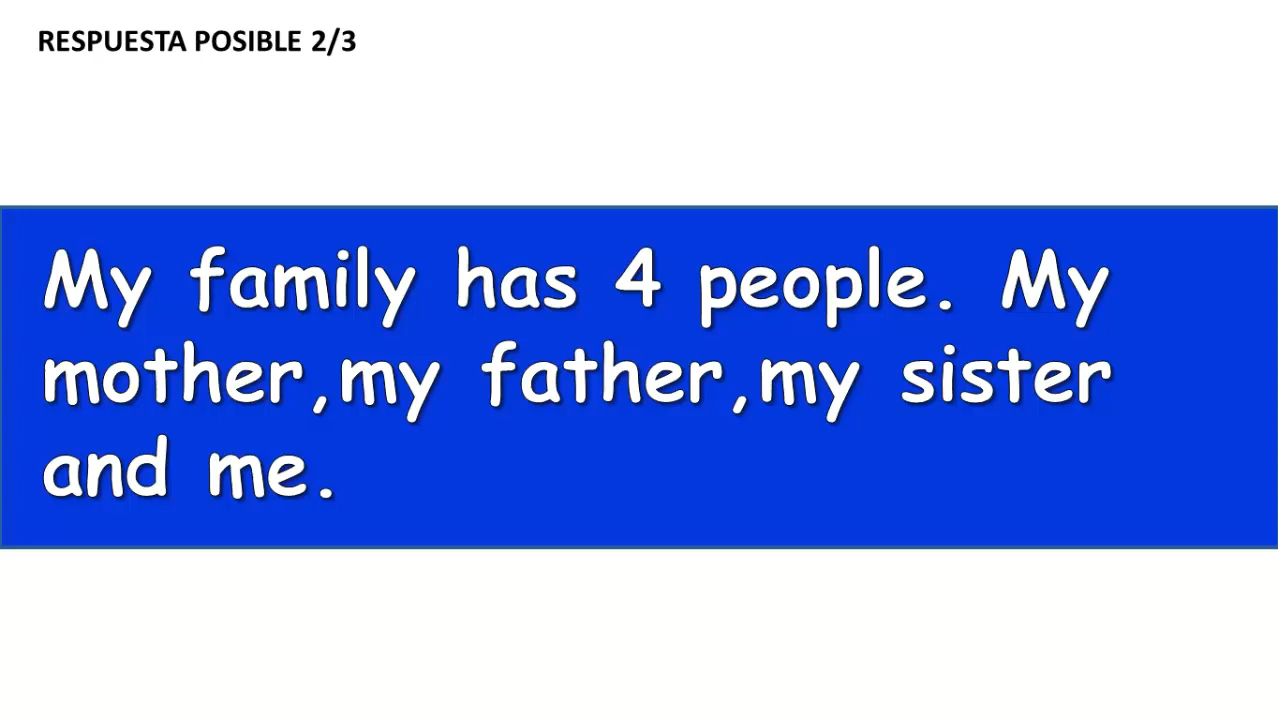 RESPUESTA POSIBLE 2/3
My family has 4 people. My
mother,my father,my sister
and me.